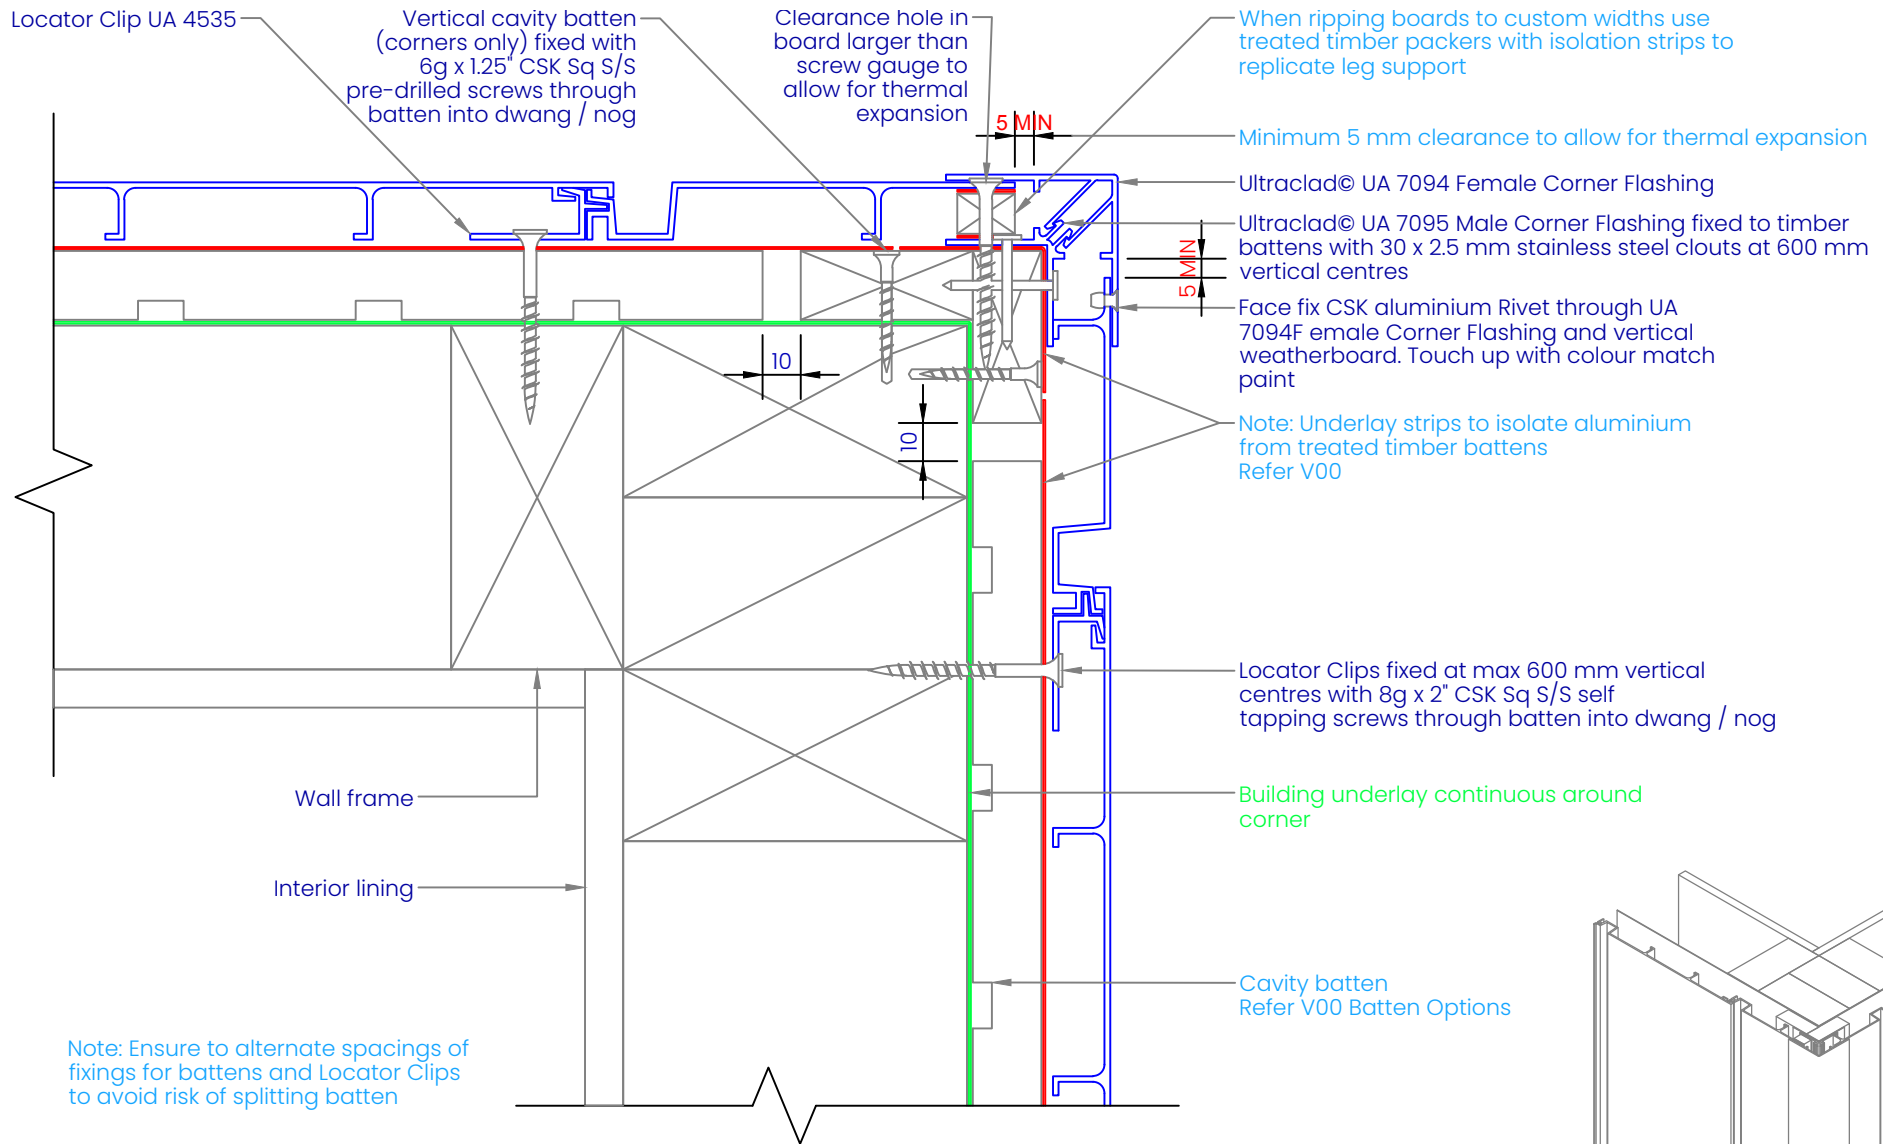 Locator Clip UA 4535
Vertical cavity batten
(corners only) fixed with
6g x 1.25" CSK Sq S/S
pre-drilled screws through
batten into dwang / nog
Clearance hole in
board larger than
screw gauge to
allow for thermal
expansion
When ripping boards to custom widths use
treated timber packers with isolation strips to
replicate leg support
5 MIN
Minimum 5 mm clearance to allow for thermal expansion
Ultraclad© UA 7094 Female Corner Flashing
Ultraclad© UA 7095 Male Corner Flashing fixed to timber
battens with 30 x 2.5 mm stainless steel clouts at 600 mm
vertical centres
5 MIN
Face fix CSK aluminium Rivet through UA
7094F emale Corner Flashing and vertical
weatherboard. Touch up with colour match
paint
10
10
Note: Underlay strips to isolate aluminium
from treated timber battens
Refer V00
Locator Clips fixed at max 600 mm vertical
centres with 8g x 2" CSK Sq S/S self
tapping screws through batten into dwang / nog
Wall frame
Building underlay continuous around
corner
Interior lining
Cavity batten
Refer V00 Batten Options
Note: Ensure to alternate spacings of
fixings for battens and Locator Clips
to avoid risk of splitting batten